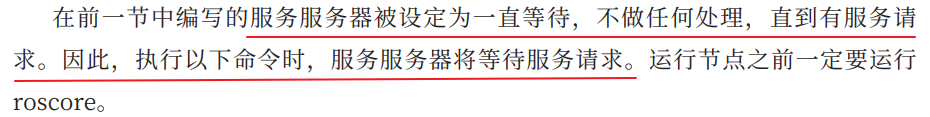 在前一节中编写的服务服务器被设定为一直等待，不做任何处理，直到有服务请
求。因此，执行以下命令时，服务服务器将等待服务请求。运行节点之前一定要运行
roscore。